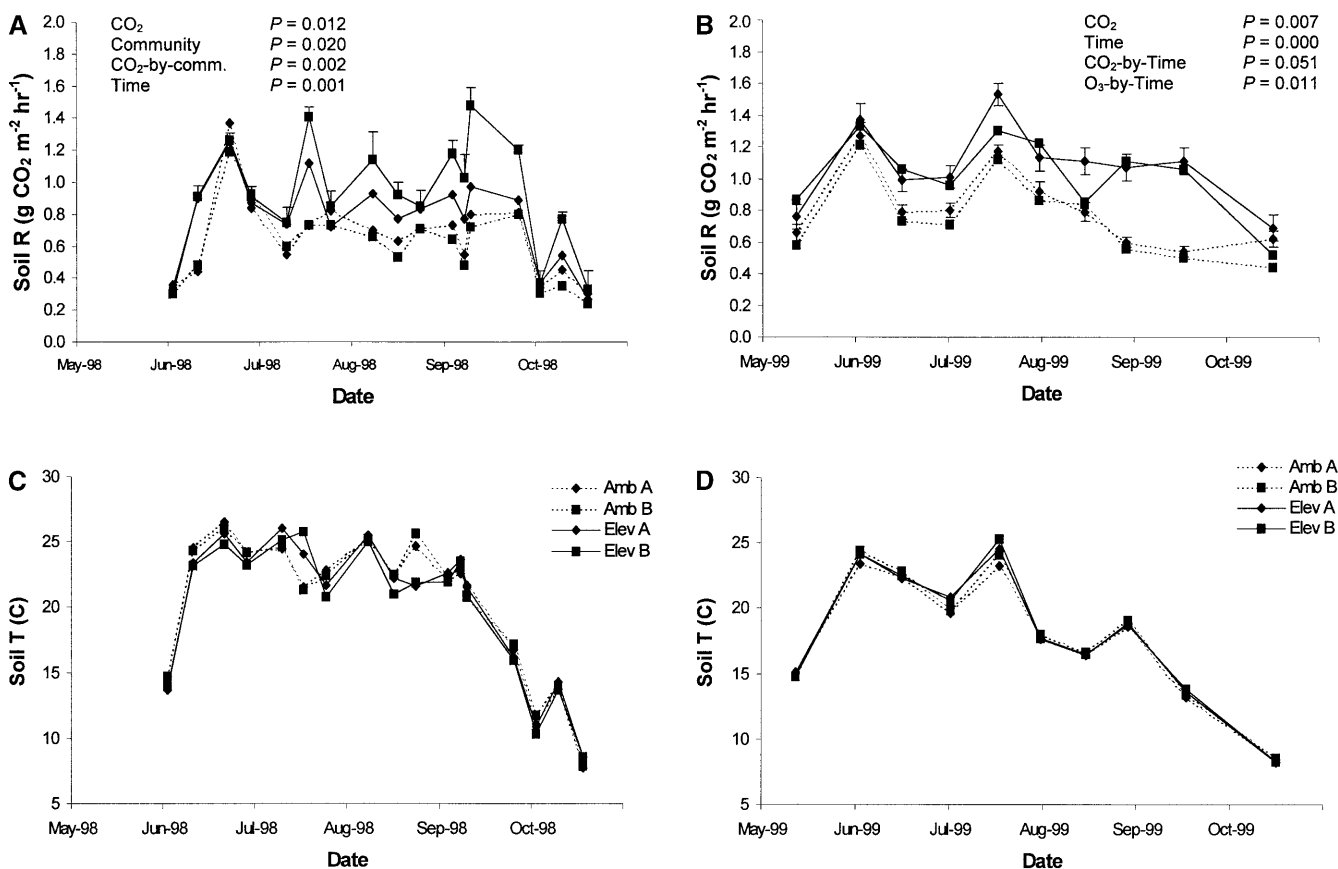 A
CO₂ P = 0.012
Community P = 0.020
CO₂-by-comm. P = 0.002
Time P = 0.001
Soil R (g CO₂ m⁻² hr⁻¹)
2.0
1.8
1.6
1.4
1.2
1.0
0.8
0.6
0.4
0.2
0.0
May-98 Jun-98 Jul-98 Aug-98 Sep-98 Oct-98
Date
B
CO₂ P = 0.007
Time P = 0.000
CO₂-by-Time P = 0.051
O₃-by-Time P = 0.011
Soil R (g CO₂ m⁻² hr⁻¹)
2.0
1.8
1.6
1.4
1.2
1.0
0.8
0.6
0.4
0.2
0.0
May-99 Jun-99 Jul-99 Aug-99 Sep-99 Oct-99
Date
C
Amb A
Amb B
Elev A
Elev B
Soil T (C)
30
25
20
15
10
5
May-98 Jun-98 Jul-98 Aug-98 Sep-98 Oct-98
Date
D
Amb A
Amb B
Elev A
Elev B
Soil T (C)
30
25
20
15
10
5
May-99 Jun-99 Jul-99 Aug-99 Sep-99 Oct-99
Date